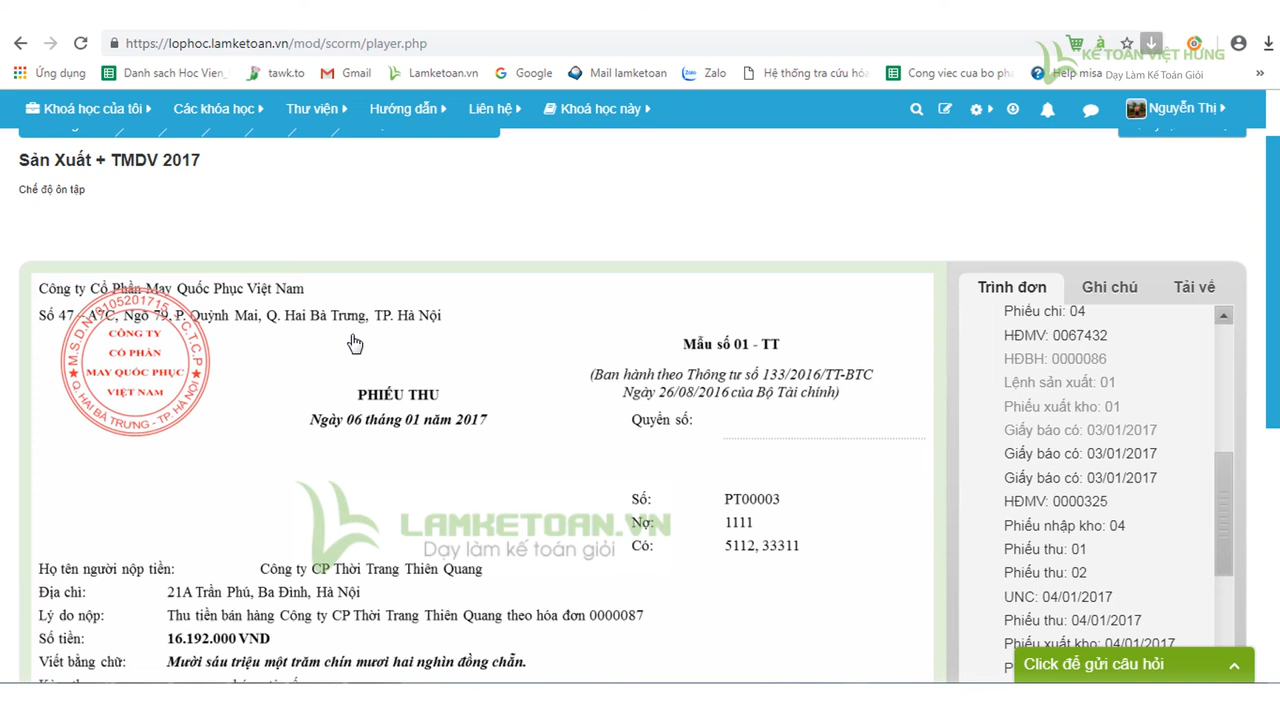 https://lophoc.lamketoan.vn/mod/scorm/player.php
KẾ TOÁN VIỆT HƯNG
Dạy Làm Kế Toán Giỏi
Ứng dụng Danh sach Hoc Vien_ tawk.to Gmail Lamketoan.vn Google Mail lamketoan Zalo Hệ thống tra cứu hóa Cong viec cua bo pha Help misa »
Khoá học của tôi Các khóa học Thư viện Hướng dẫn Liên hệ Khoá học này Nguyễn Thị
Sản Xuất + TMDV 2017
Chế độ ôn tập
Công ty Cổ Phần May Quốc Phục Việt Nam
Số 47 - A7C, Ngõ 79, P. Quỳnh Mai, Q. Hai Bà Trưng, TP. Hà Nội
M.S.D.N: 0105201715 - C.T.C.P
CÔNG TY
CỔ PHẦN
MAY QUỐC PHỤC
VIỆT NAM
Q. HAI BÀ TRƯNG - TP. HÀ NỘI
Mẫu số 01 - TT
(Ban hành theo Thông tư số 133/2016/TT-BTC
Ngày 26/08/2016 của Bộ Tài chính)
PHIẾU THU
Ngày 06 tháng 01 năm 2017
Quyển số:
Số: PT00003
Nợ: 1111
Có: 5112, 33311
LAMKETOAN.VN
Dạy làm kế toán giỏi
Họ tên người nộp tiền: Công ty CP Thời Trang Thiên Quang
Địa chỉ: 21A Trần Phú, Ba Đình, Hà Nội
Lý do nộp: Thu tiền bán hàng Công ty CP Thời Trang Thiên Quang theo hóa đơn 0000087
Số tiền: 16.192.000 VND
Viết bằng chữ: Mười sáu triệu một trăm chín mươi hai nghìn đồng chẵn.
Trình đơn Ghi chú Tải về
Phiếu chi: 04
HĐMV: 0067432
HĐBH: 0000086
Lệnh sản xuất: 01
Phiếu xuất kho: 01
Giấy báo có: 03/01/2017
Giấy báo có: 03/01/2017
Giấy báo có: 03/01/2017
HĐMV: 0000325
Phiếu nhập kho: 04
Phiếu thu: 01
Phiếu thu: 02
UNC: 04/01/2017
Phiếu thu: 04/01/2017
Phiếu xuất kho: 04/01/2017
Click để gửi câu hỏi